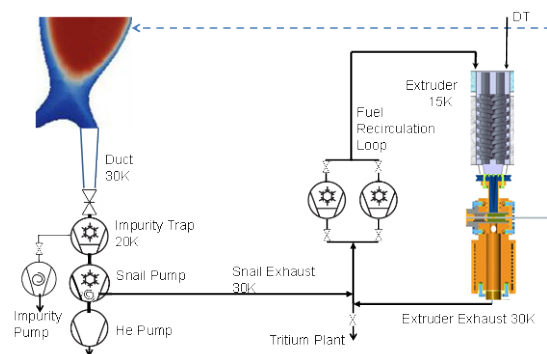 DT
Extruder
15K
Fuel
Recirculation
Loop
Duct
30K
Impurity Trap
20K
Snail Pump
Snail Exhaust
30K
Impurity
Pump
He Pump
Extruder Exhaust 30K
Tritium Plant